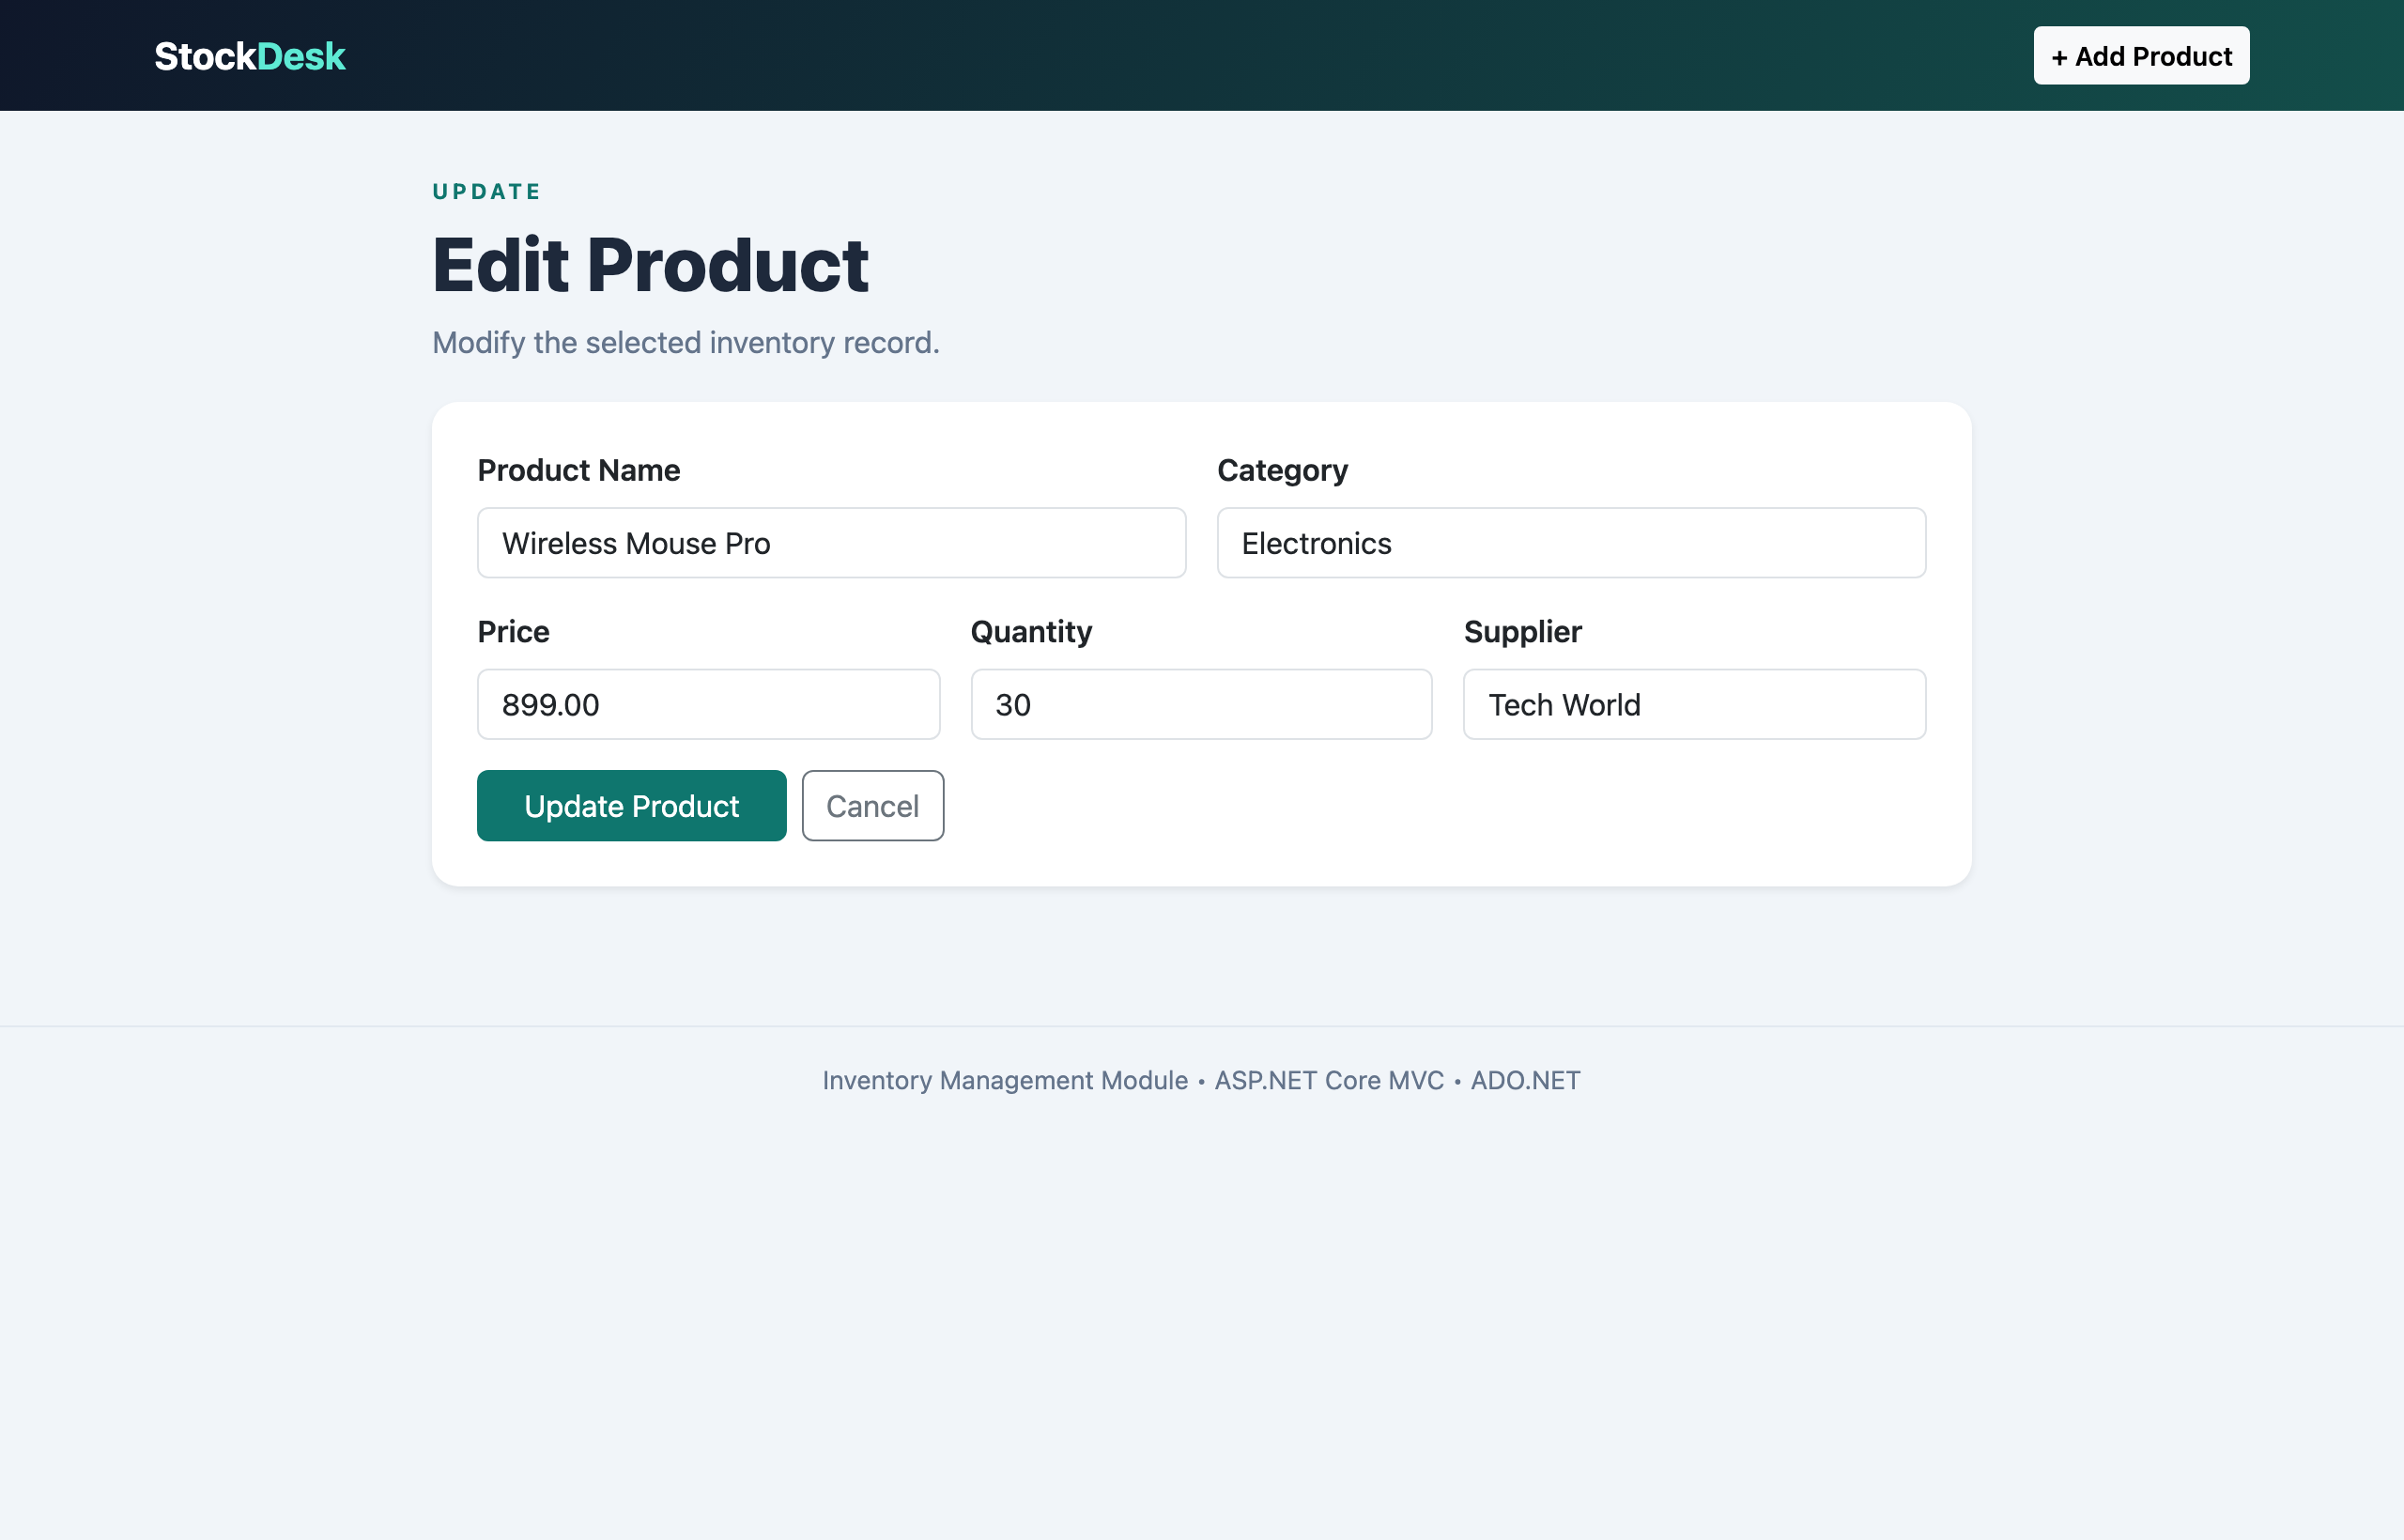 StockDesk
+ Add Product
UPDATE
Edit Product
Modify the selected inventory record.
Product Name
Category
Wireless Mouse Pro
Electronics
Price
Quantity
Supplier
899.00
30
Tech World
Update Product
Cancel
Inventory Management Module • ASP.NET Core MVC • ADO.NET